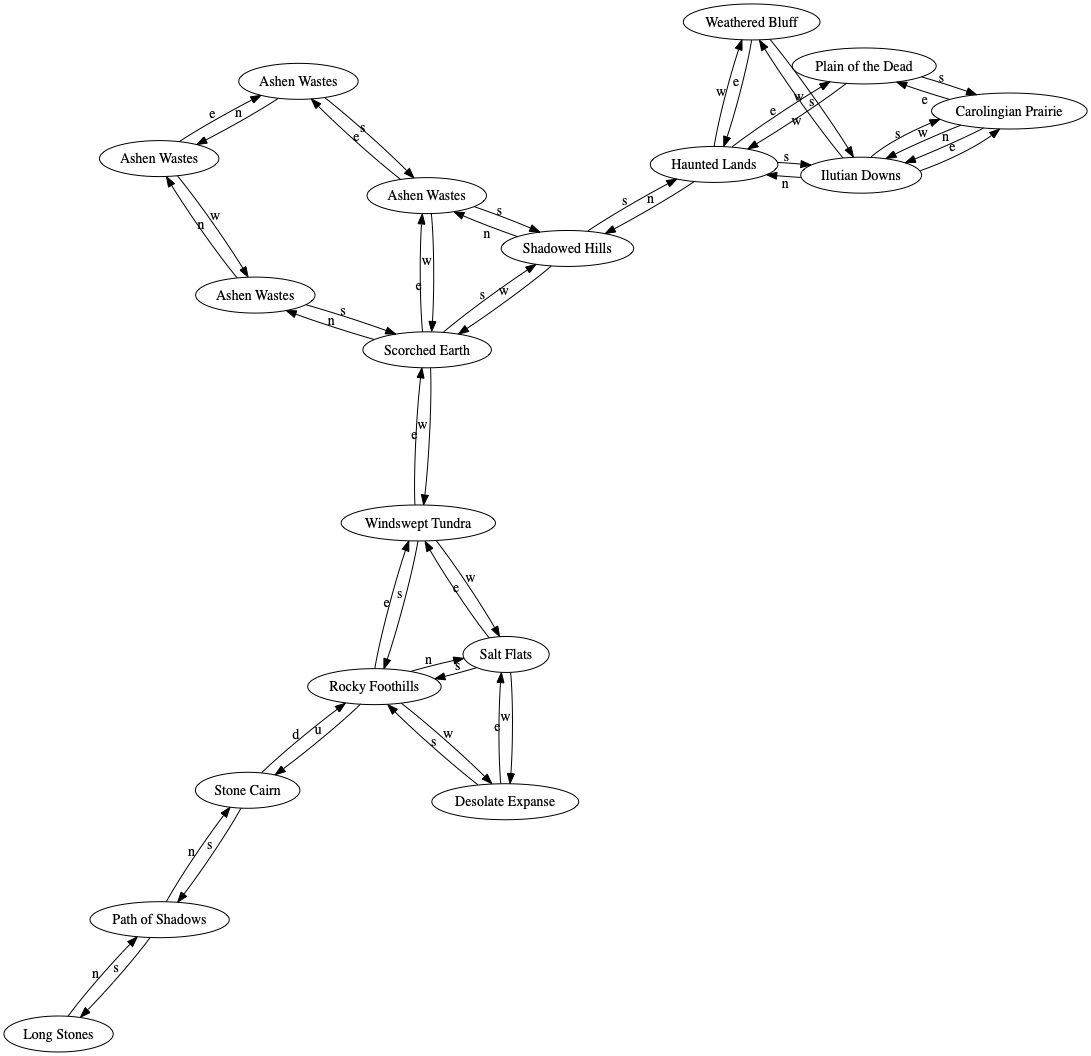 Weathered Bluff
Plain of the Dead
Ashen Wastes
s
w
e
e
Carolingian Prairie
w
s
e
n
e
w
s
w
n
e
Ashen Wastes
s
e
Haunted Lands
s
Ilutian Downs
n
Ashen Wastes
s
n
s
n
w
n
Shadowed Hills
w
e
Ashen Wastes
s
w
s
n
Scorched Earth
e
w
Windswept Tundra
w
e
s
e
Salt Flats
n
s
Rocky Foothills
w
e
d
u
w
s
Stone Cairn
Desolate Expanse
n
s
Path of Shadows
n
s
Long Stones